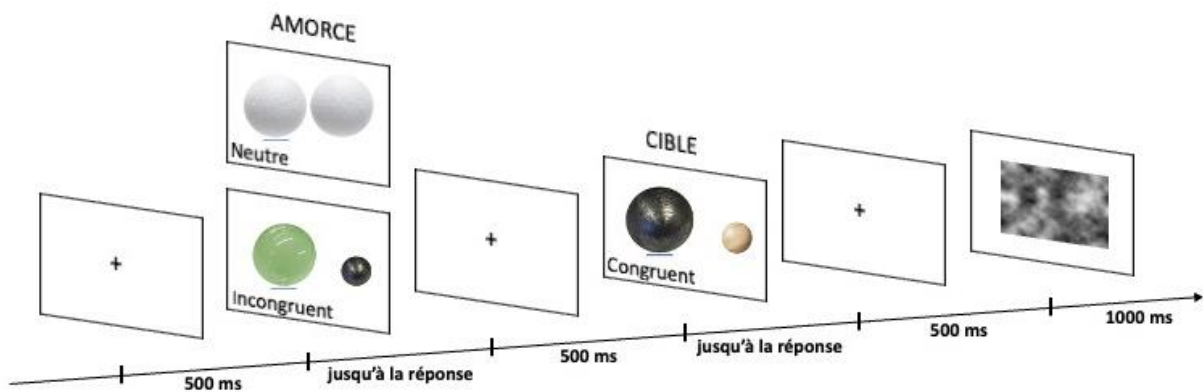 AMORCE
Neutre
Incongruent
CIBLE
Congruent
500 ms
jusqu'à la réponse
500 ms
jusqu'à la réponse
500 ms
1000 ms